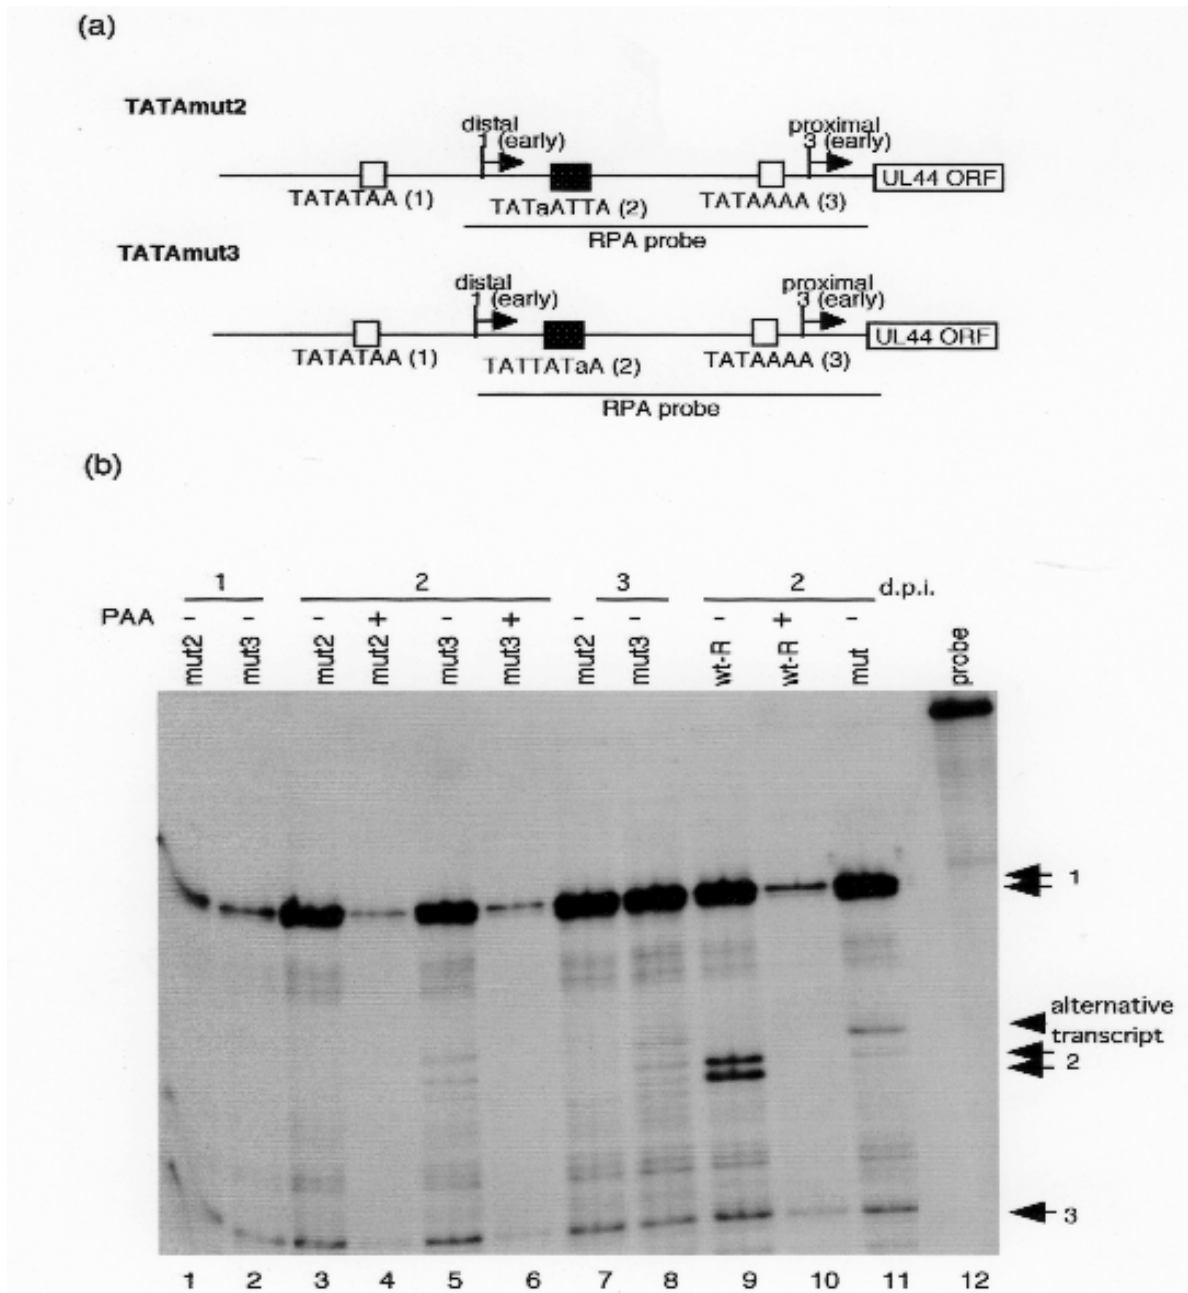 (a)
TATAmut2
distal
1 (early)
proximal
3 (early)
UL44 ORF
TATATAA (1)
TATaATTA (2)
TATAAAA (3)
RPA probe
TATAmut3
distal
1 (early)
proximal
3 (early)
UL44 ORF
TATATAA (1)
TATTATaA (2)
TATAAAA (3)
RPA probe
(b)
1 2 3 2 d.p.i.
PAA - - - + - + - - - + -
mut2 mut3 mut2 mut2 mut3 mut3 mut2 mut3 wt-R wt-R mut probe
1
alternative
transcript
2
3
1 2 3 4 5 6 7 8 9 10 11 12